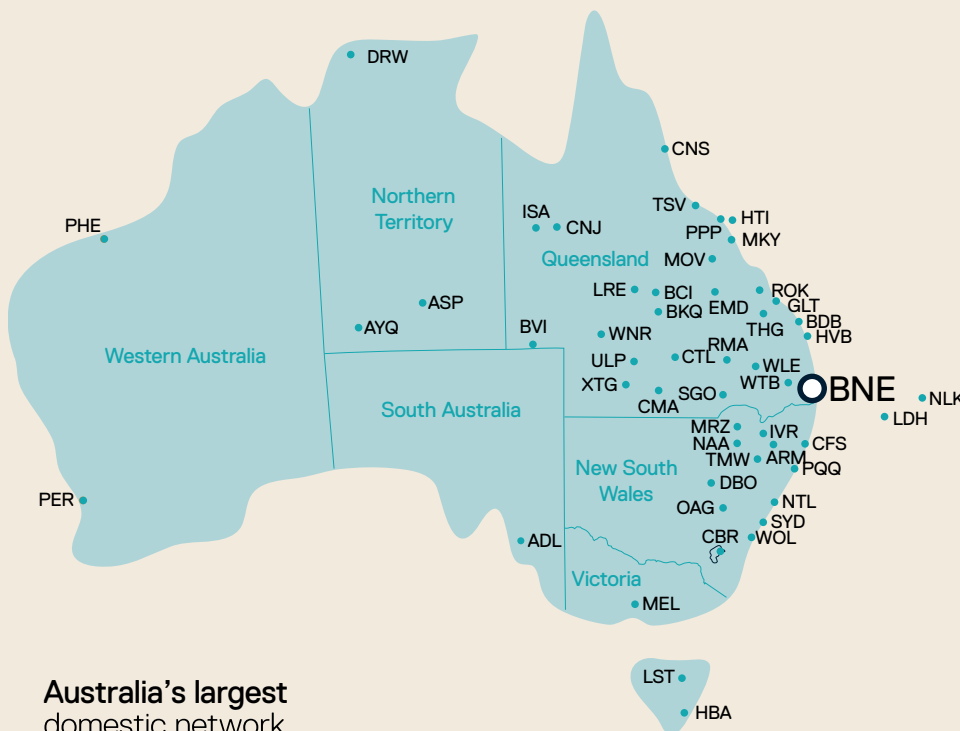 DRW
CNS
Northern
Territory
TSV
HTI
ISA
CNJ
PPP
MKY
PHE
Queensland
MOV
LRE
BCI
EMD
ROK
GLT
ASP
BKQ
BDB
AYQ
BVI
WNR
THG
HVB
RMA
Western Australia
ULP
CTL
WLE
XTG
WTB
BNE
SGO
NLK
CMA
South Australia
LDH
MRZ
IVR
NAA
CFS
TMW
ARM
New South
Wales
PQQ
DBO
PER
NTL
OAG
SYD
CBR
WOL
ADL
Victoria
MEL
LST
HBA
Australia's largest
domestic network